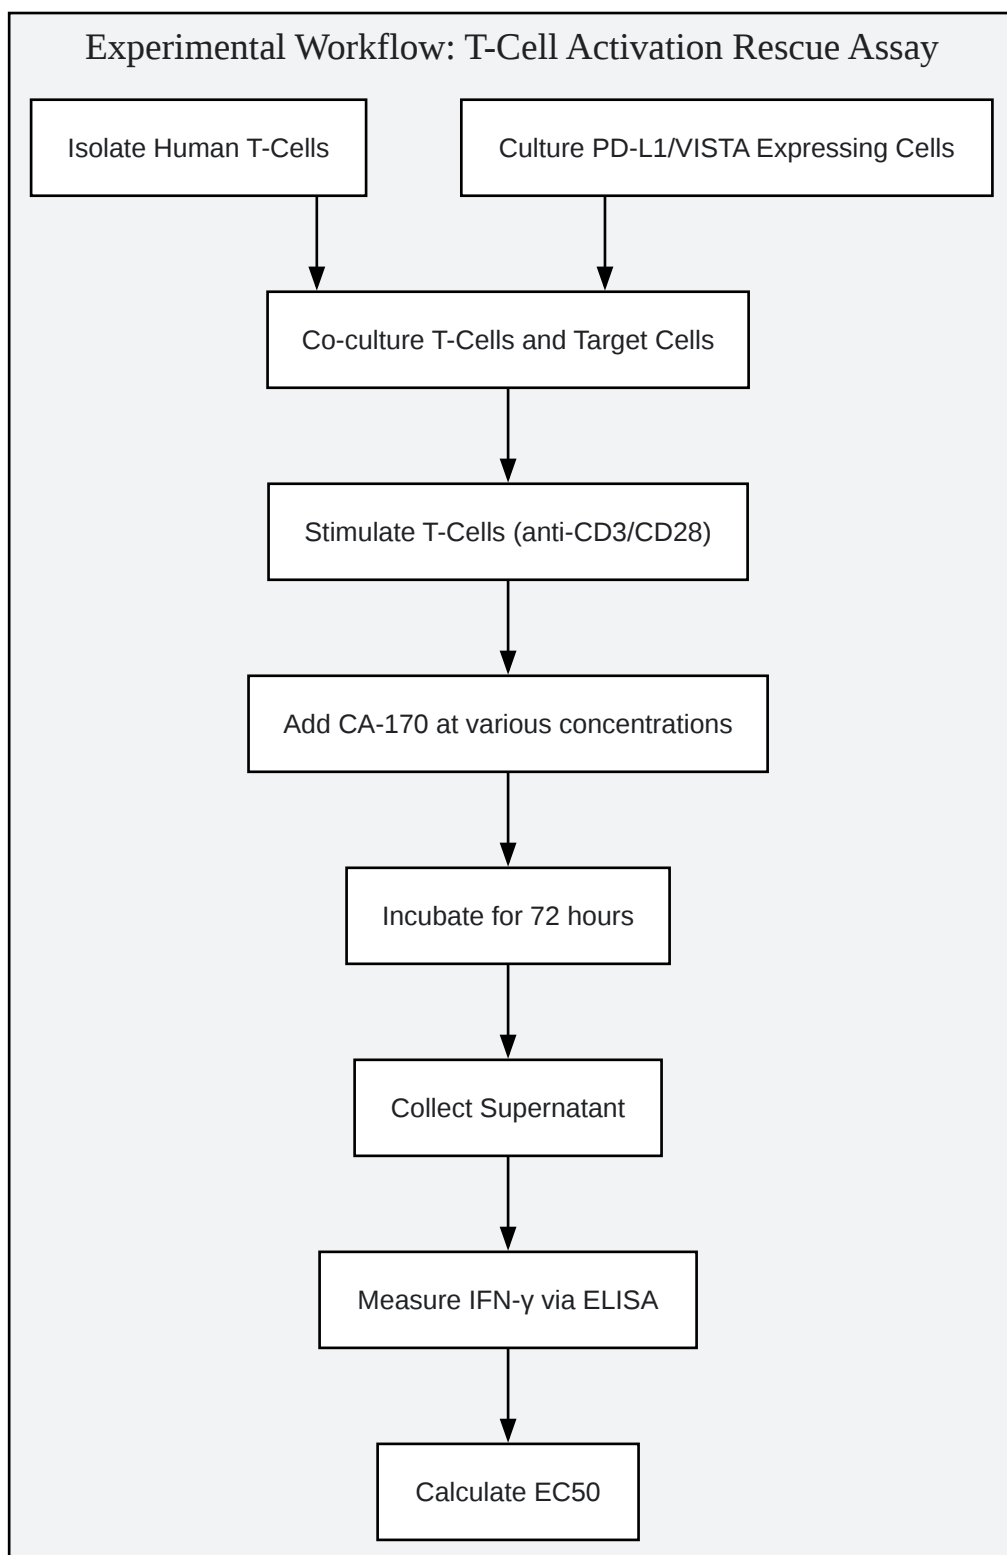 Experimental Workflow: T-Cell Activation Rescue Assay
Isolate Human T-Cells
Culture PD-L1/VISTA Expressing Cells
Co-culture T-Cells and Target Cells
Stimulate T-Cells (anti-CD3/CD28)
Add CA-170 at various concentrations
Incubate for 72 hours
Collect Supernatant
Measure IFN-γ via ELISA
Calculate EC50